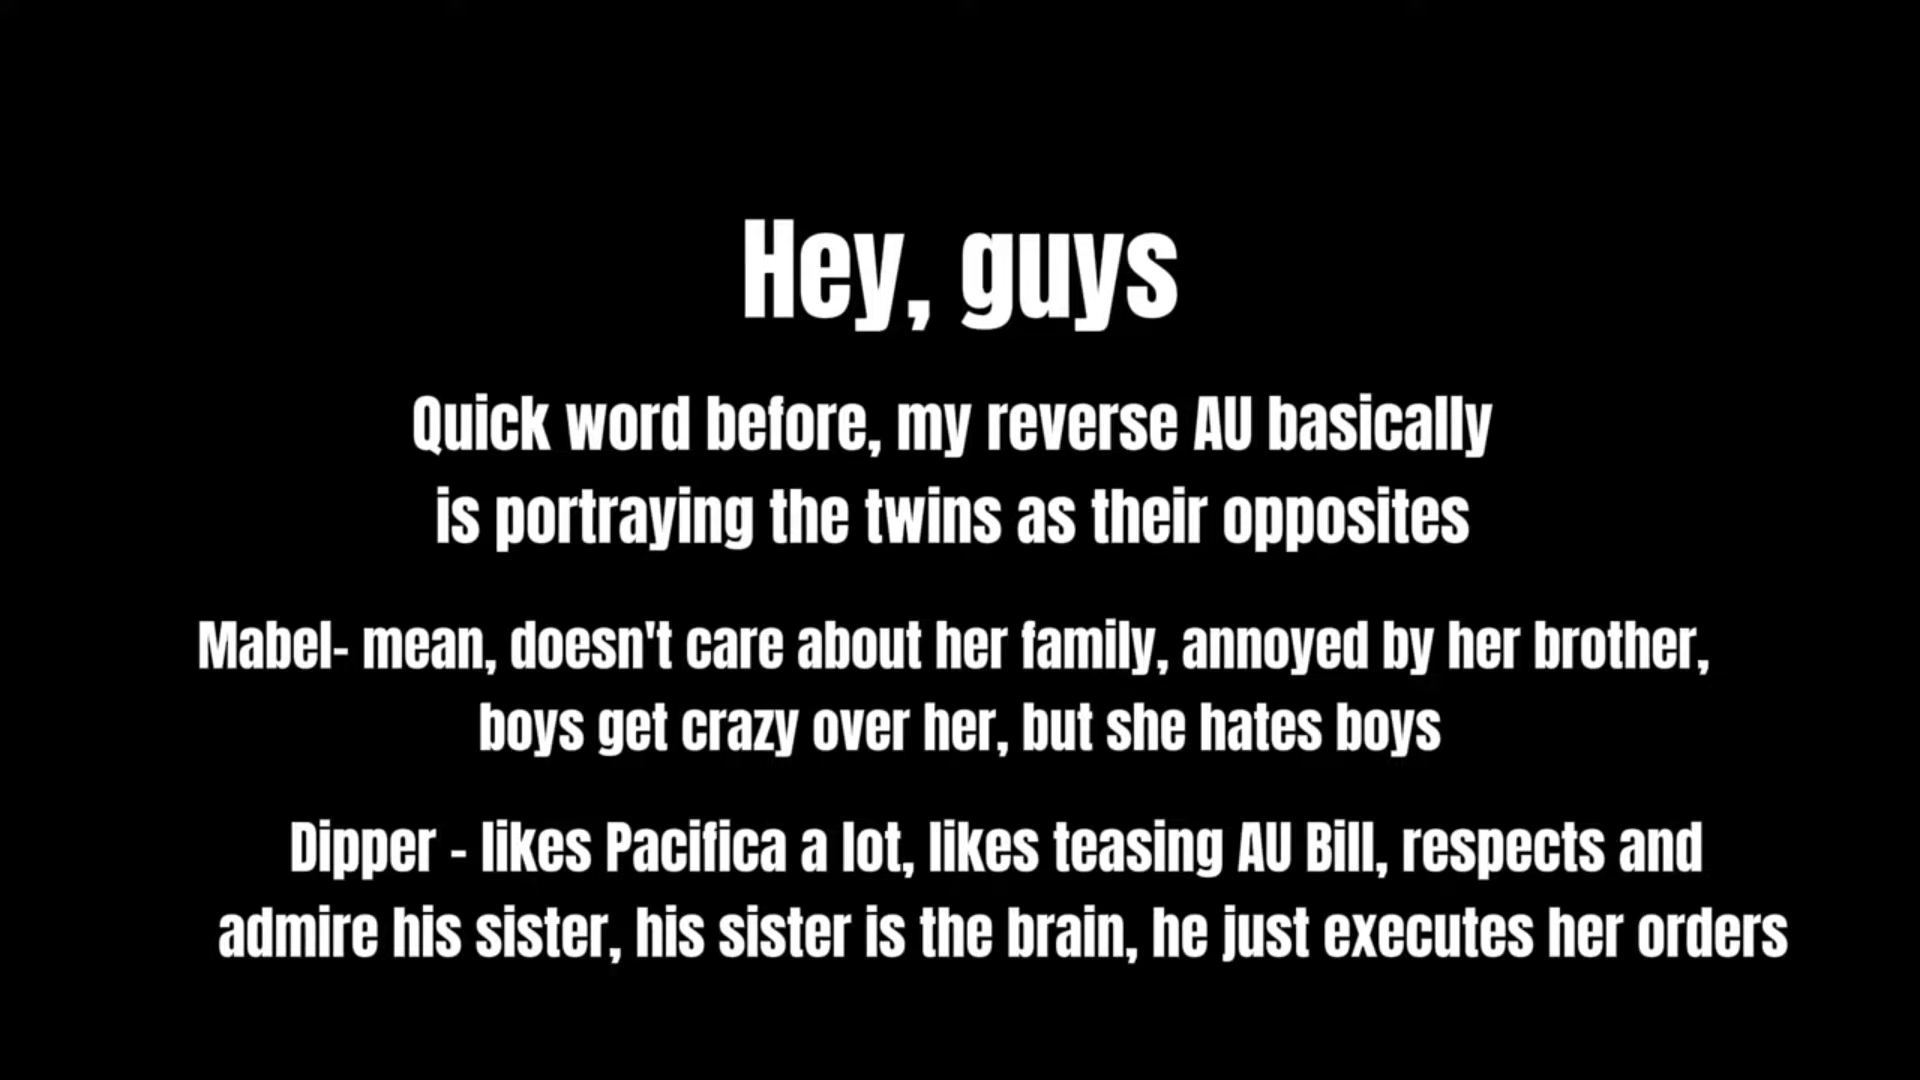 Hey, guys
Quick word before, my reverse AU basically
is portraying the twins as their opposites
Mabel- mean, doesn't care about her family, annoyed by her brother,
boys get crazy over her, but she hates boys
Dipper - likes Pacifica a lot, likes teasing AU Bill, respects and
admire his sister, his sister is the brain, he just executes her orders